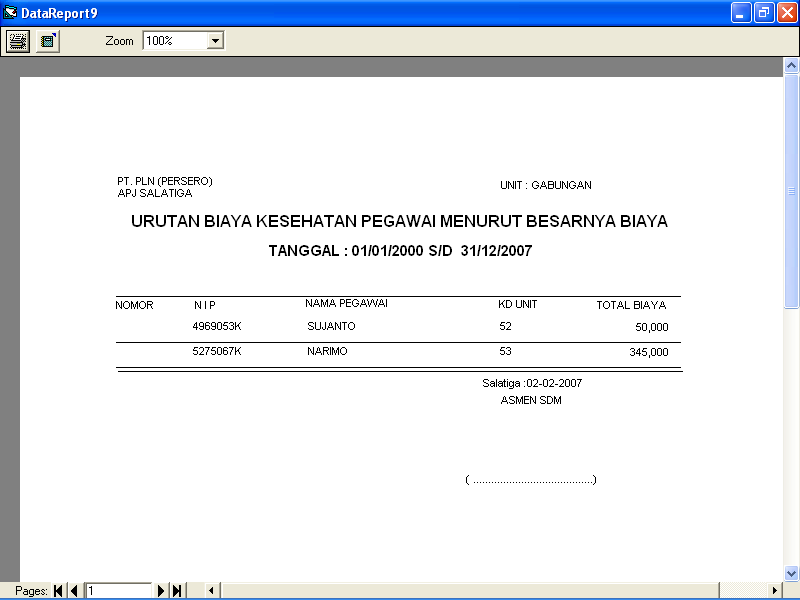 DataReport9
Zoom 100%
PT. PLN (PERSERO)
APJ SALATIGA
UNIT : GABUNGAN
URUTAN BIAYA KESEHATAN PEGAWAI MENURUT BESARNYA BIAYA
TANGGAL : 01/01/2000 S/D 31/12/2007
NOMOR N I P NAMA PEGAWAI KD UNIT TOTAL BIAYA
4969053K SUJANTO 52 50,000
5275067K NARIMO 53 345,000
Salatiga :02-02-2007
ASMEN SDM
( ........................................)
Pages: 1